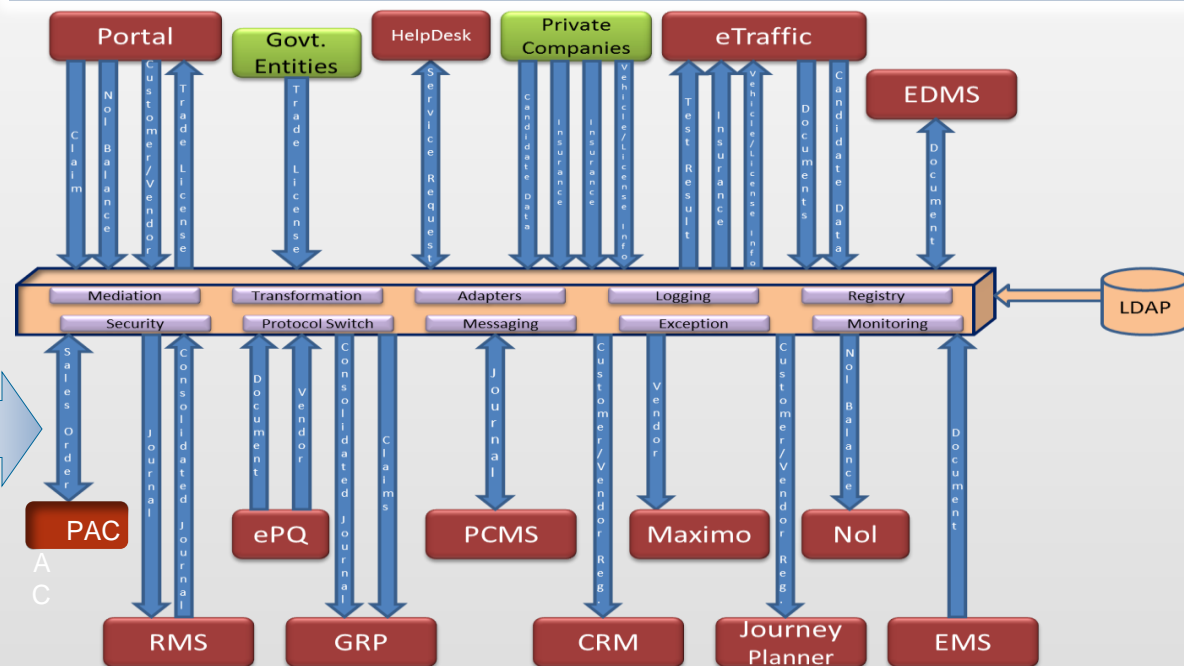 Portal
Govt.
Entities
HelpDesk
Private
Companies
eTraffic
EDMS
Claim
Nol Balance
Customer/Vendor
Trade License
Trade License
Service Request
Candidate Data
Insurance
Insurance
Vehicle/License Info
Test Result
Insurance
Vehicle/License Info
Documents
Candidate Data
Document
Mediation
Transformation
Adapters
Logging
Registry
Security
Protocol Switch
Messaging
Exception
Monitoring
LDAP
Sales Order
Journal
Consolidated Journal
Document
Vendor
Consolidated Journal
Claims
Journal
Customer/Vendor Reg.
Vendor
Customer/Vendor Reg.
Nol Balance
Document
PAC
A
C
ePQ
PCMS
Maximo
Nol
RMS
GRP
CRM
Journey
Planner
EMS